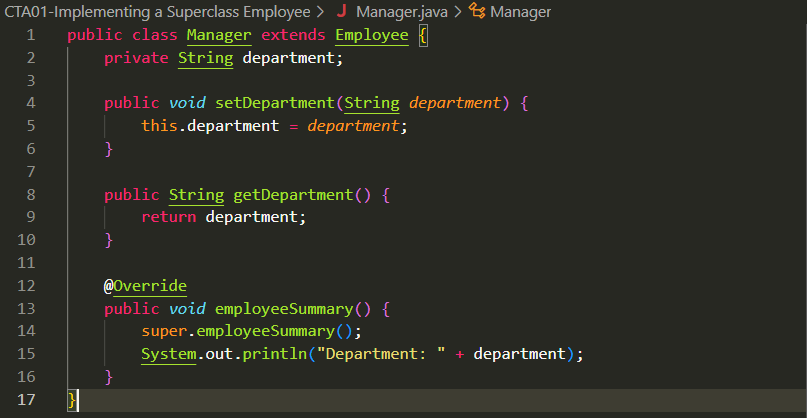 CTA01-Implementing a Superclass Employee > J Manager.java > Manager
1 public class Manager extends Employee {
2     private String department;
3
4     public void setDepartment(String department) {
5         this.department = department;
6     }
7
8     public String getDepartment() {
9         return department;
10     }
11
12     @Override
13     public void employeeSummary() {
14         super.employeeSummary();
15         System.out.println("Department: " + department);
16     }
17 }